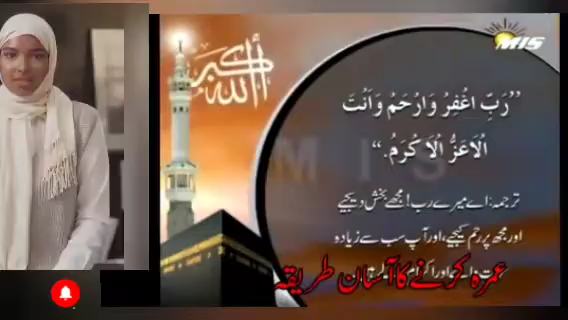 MIS
الله أكبر
”رَبِّ اغْفِرُ وَارْحَمُ وَاَنْتَ
الْاَعَزُّ الْاَكْرَمُ.“
M I S
ترجمہ: اے میرے رب! مجھے بخش دیجیے
اور مجھ پر رحم کیجیے، اور آپ سب سے زیادہ
عمرہ کرنے کا آسان طریقہ